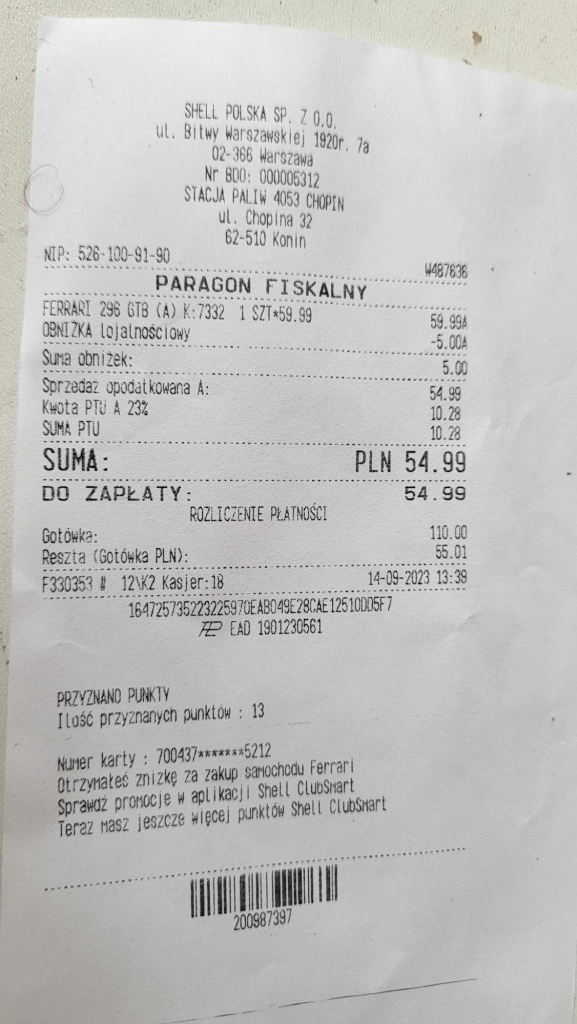 SHELL POLSKA SP. Z O.O.
ul. Bitwy Warszawskiej 1920r. 7a
02-366 Warszawa
Nr BDO: 000005312
STACJA PALIW 4053 CHOPIN
ul. Chopina 32
62-510 Konin
NIP: 526-100-91-90 W487836
PARAGON FISKALNY
FERRARI 296 GTB (A) K:7332 1 SZT*59.99 59.99A
OBNIŻKA lojalnościowy -5.00A
Suma obniżek: 5.00
Sprzedaż opodatkowana A: 54.99
Kwota PTU A 23% 10.28
SUMA PTU 10.28
SUMA: PLN 54.99
DO ZAPŁATY: 54.99
ROZLICZENIE PŁATNOŚCI
Gotówka: 110.00
Reszta (Gotówka PLN): 55.01
F330353 # 12\K2 Kasjer:18 14-09-2023 13:39
164725735223225970EAB049E28CAE12510DD5F7
EAD 1901230561
PRZYZNANO PUNKTY
Ilość przyznanych punktów : 13
Numer karty : 700437*******5212
Otrzymałeś zniżkę za zakup samochodu Ferrari
Sprawdź promocje w aplikacji Shell ClubSmart
Teraz masz jeszcze więcej punktów Shell ClubSmart
200987397